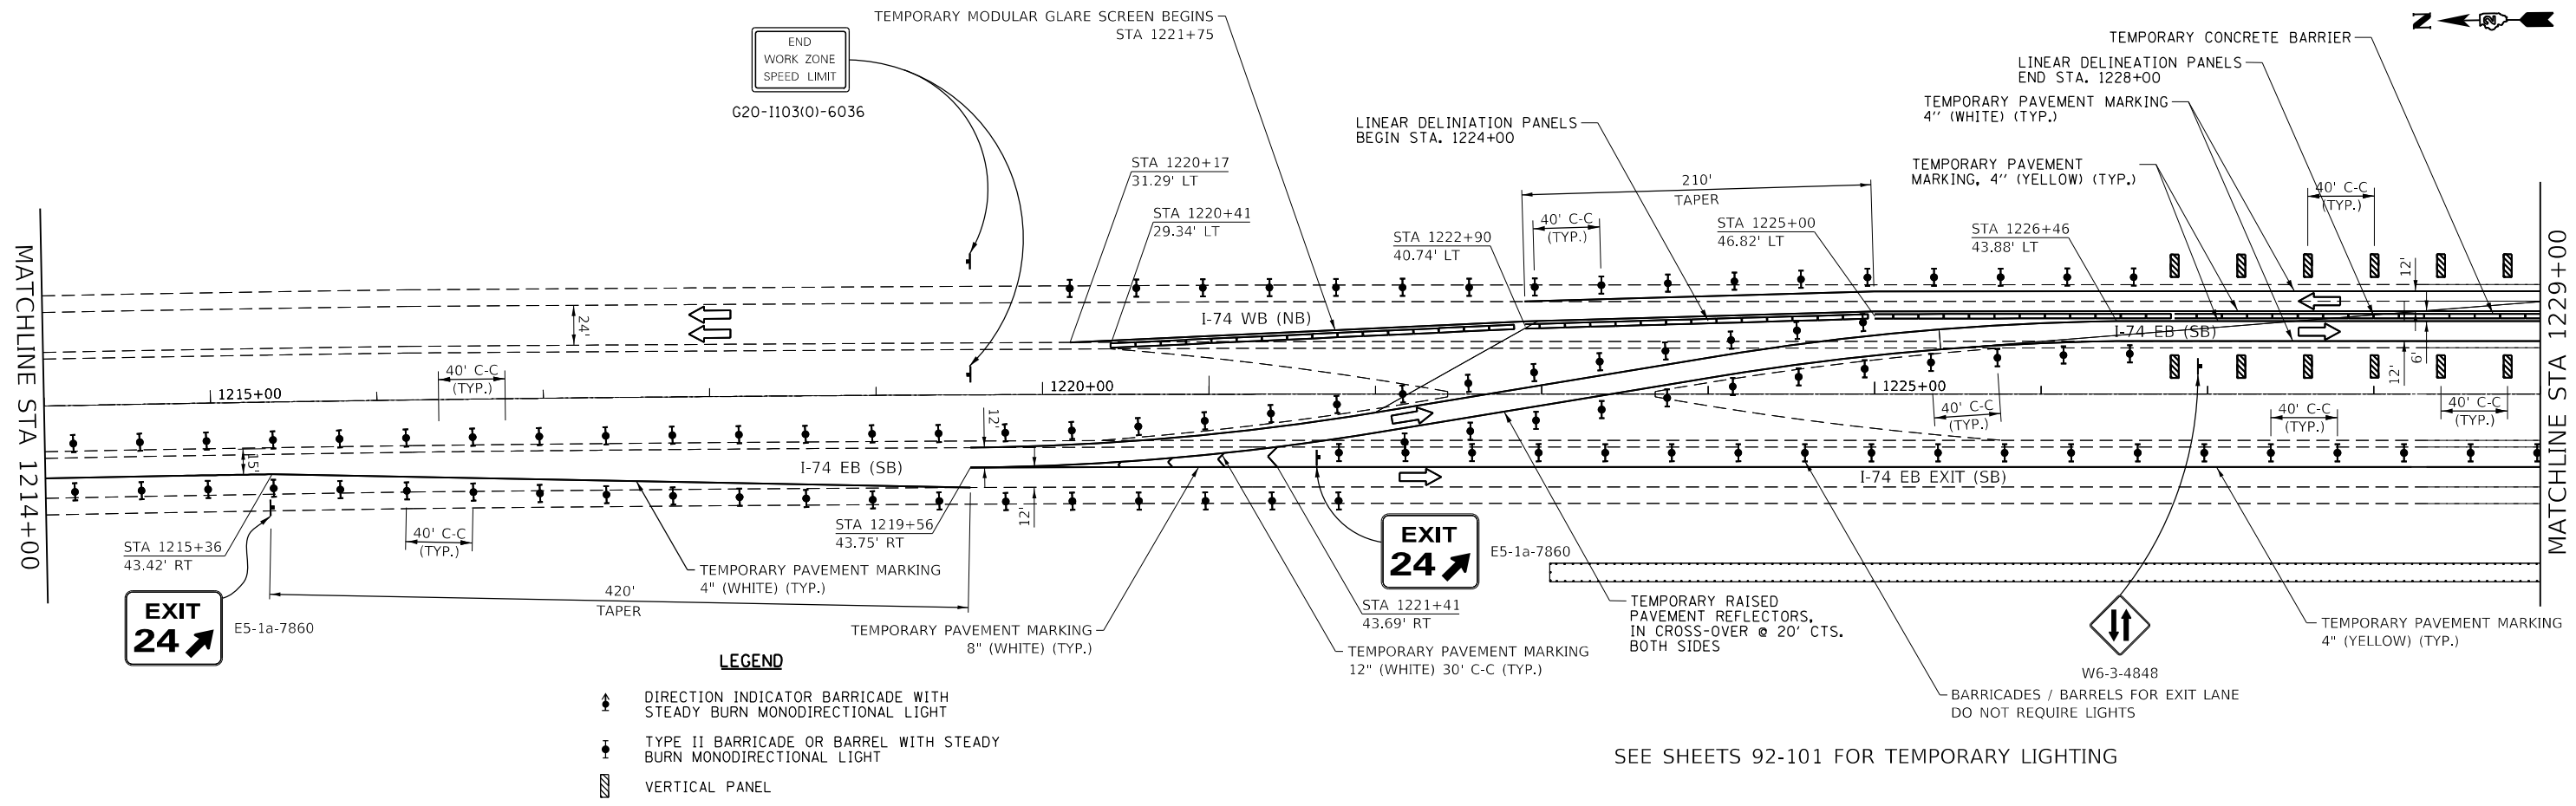 TEMPORARY MODULAR GLARE SCREEN BEGINS
STA 1221+75
END
WORK ZONE
SPEED LIMIT
G20-I103(0)-6036
N
2
TEMPORARY CONCRETE BARRIER
LINEAR DELINEATION PANELS
END STA. 1228+00
TEMPORARY PAVEMENT MARKING
4'' (WHITE) (TYP.)
LINEAR DELINIATION PANELS
BEGIN STA. 1224+00
TEMPORARY PAVEMENT
MARKING, 4'' (YELLOW) (TYP.)
STA 1220+17
31.29' LT
STA 1220+41
29.34' LT
210'
TAPER
40' C-C
(TYP.)
STA 1222+90
40.74' LT
STA 1225+00
46.82' LT
STA 1226+46
43.88' LT
40' C-C
(TYP.)
12'
MATCHLINE STA 1214+00
MATCHLINE STA 1229+00
24'
I-74 WB (NB)
I-74 EB (SB)
6'
12'
40' C-C
(TYP.)
1215+00
1220+00
1225+00
40' C-C
(TYP.)
40' C-C
(TYP.)
40' C-C
(TYP.)
15'
12'
12'
I-74 EB (SB)
I-74 EB EXIT (SB)
STA 1215+36
43.42' RT
40' C-C
(TYP.)
STA 1219+56
43.75' RT
TEMPORARY PAVEMENT MARKING
4" (WHITE) (TYP.)
420'
TAPER
EXIT
24
E5-1a-7860
EXIT
24
E5-1a-7860
STA 1221+41
43.69' RT
TEMPORARY PAVEMENT MARKING
8" (WHITE) (TYP.)
TEMPORARY PAVEMENT MARKING
12" (WHITE) 30' C-C (TYP.)
TEMPORARY RAISED
PAVEMENT REFLECTORS,
IN CROSS-OVER @ 20' CTS.
BOTH SIDES
W6-3-4848
TEMPORARY PAVEMENT MARKING
4" (YELLOW) (TYP.)
BARRICADES / BARRELS FOR EXIT LANE
DO NOT REQUIRE LIGHTS
LEGEND
DIRECTION INDICATOR BARRICADE WITH
STEADY BURN MONODIRECTIONAL LIGHT
TYPE II BARRICADE OR BARREL WITH STEADY
BURN MONODIRECTIONAL LIGHT
VERTICAL PANEL
SEE SHEETS 92-101 FOR TEMPORARY LIGHTING